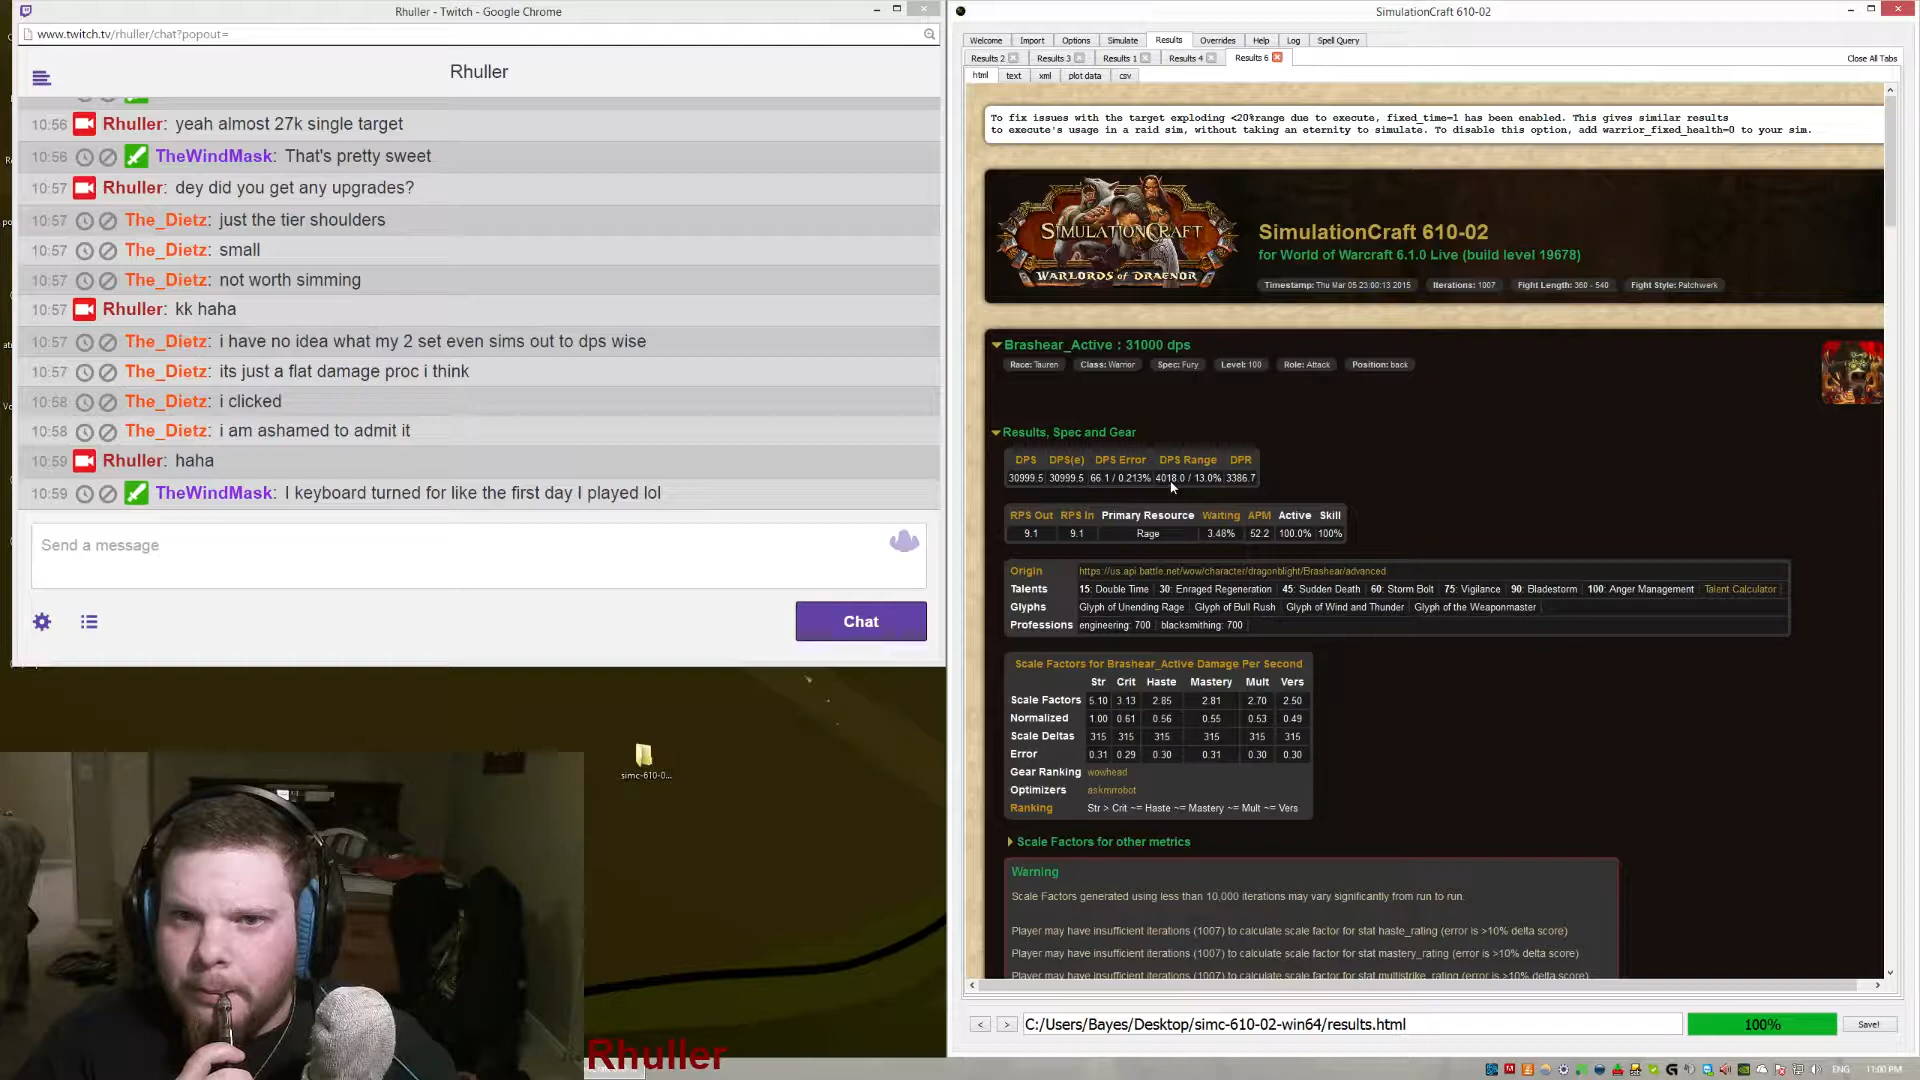 Rhuller - Twitch - Google Chrome
www.twitch.tv/rhuller/chat?popout=
Rhuller
10:56 Rhuller: yeah almost 27k single target
10:56 TheWindMask: That's pretty sweet
10:57 Rhuller: dey did you get any upgrades?
10:57 The_Dietz: just the tier shoulders
10:57 The_Dietz: small
10:57 The_Dietz: not worth simming
10:57 Rhuller: kk haha
10:57 The_Dietz: i have no idea what my 2 set even sims out to dps wise
10:57 The_Dietz: its just a flat damage proc i think
10:58 The_Dietz: i clicked
10:58 The_Dietz: i am ashamed to admit it
10:59 Rhuller: haha
10:59 TheWindMask: I keyboard turned for like the first day I played lol
Send a message
Chat
simc-610-0...
Rhuller
SimulationCraft 610-02
Welcome Import Options Simulate Results Overrides Help Log Spell Query
Results 2 Results 3 Results 1 Results 4 Results 6 Close All Tabs
html text xml plot data csv
To fix issues with the target exploding <20%range due to execute, fixed_time=1 has been enabled. This gives similar results
to execute's usage in a raid sim, without taking an eternity to simulate. To disable this option, add warrior_fixed_health=0 to your sim.
SIMULATIONCRAFT
WARLORDS of DRAENOR
SimulationCraft 610-02
for World of Warcraft 6.1.0 Live (build level 19678)
Timestamp: Thu Mar 05 23:00:13 2015 Iterations: 1007 Fight Length: 360 - 540 Fight Style: Patchwerk
Brashear_Active : 31000 dps
Race: Tauren Class: Warrior Spec: Fury Level: 100 Role: Attack Position: back
Results, Spec and Gear
DPS DPS(e) DPS Error DPS Range DPR
30999.5 30999.5 66.1 / 0.213% 4018.0 / 13.0% 3386.7
RPS Out RPS In Primary Resource Waiting APM Active Skill
9.1 9.1 Rage 3.48% 52.2 100.0% 100%
Origin https://us.api.battle.net/wow/character/dragonblight/Brashear/advanced
Talents 15: Double Time 30: Enraged Regeneration 45: Sudden Death 60: Storm Bolt 75: Vigilance 90: Bladestorm 100: Anger Management Talent Calculator
Glyphs Glyph of Unending Rage Glyph of Bull Rush Glyph of Wind and Thunder Glyph of the Weaponmaster
Professions engineering: 700 blacksmithing: 700
Scale Factors for Brashear_Active Damage Per Second
Str Crit Haste Mastery Mult Vers
Scale Factors 5.10 3.13 2.85 2.81 2.70 2.50
Normalized 1.00 0.61 0.56 0.55 0.53 0.49
Scale Deltas 315 315 315 315 315 315
Error 0.31 0.29 0.30 0.31 0.30 0.30
Gear Ranking wowhead
Optimizers askmrrobot
Ranking Str > Crit ~= Haste ~= Mastery ~= Mult ~= Vers
Scale Factors for other metrics
Warning
Scale Factors generated using less than 10,000 iterations may vary significantly from run to run.
Player may have insufficient iterations (1007) to calculate scale factor for stat haste_rating (error is >10% delta score)
Player may have insufficient iterations (1007) to calculate scale factor for stat mastery_rating (error is >10% delta score)
Player may have insufficient iterations (1007) to calculate scale factor for stat multistrike_rating (error is >10% delta score)
< > C:/Users/Bayes/Desktop/simc-610-02-win64/results.html 100% Save!
ENG 11:00 PM